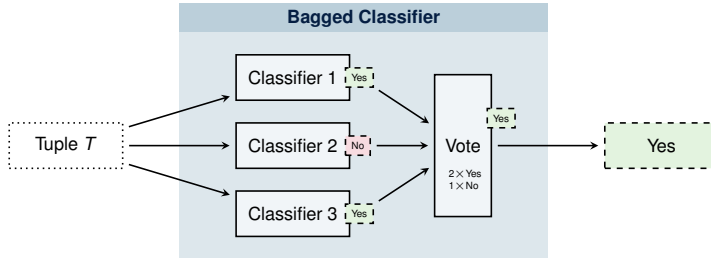 Bagged Classifier
Tuple T
Classifier 1
Yes
Classifier 2
No
Classifier 3
Yes
Vote
2×Yes
1×No
Yes
Yes